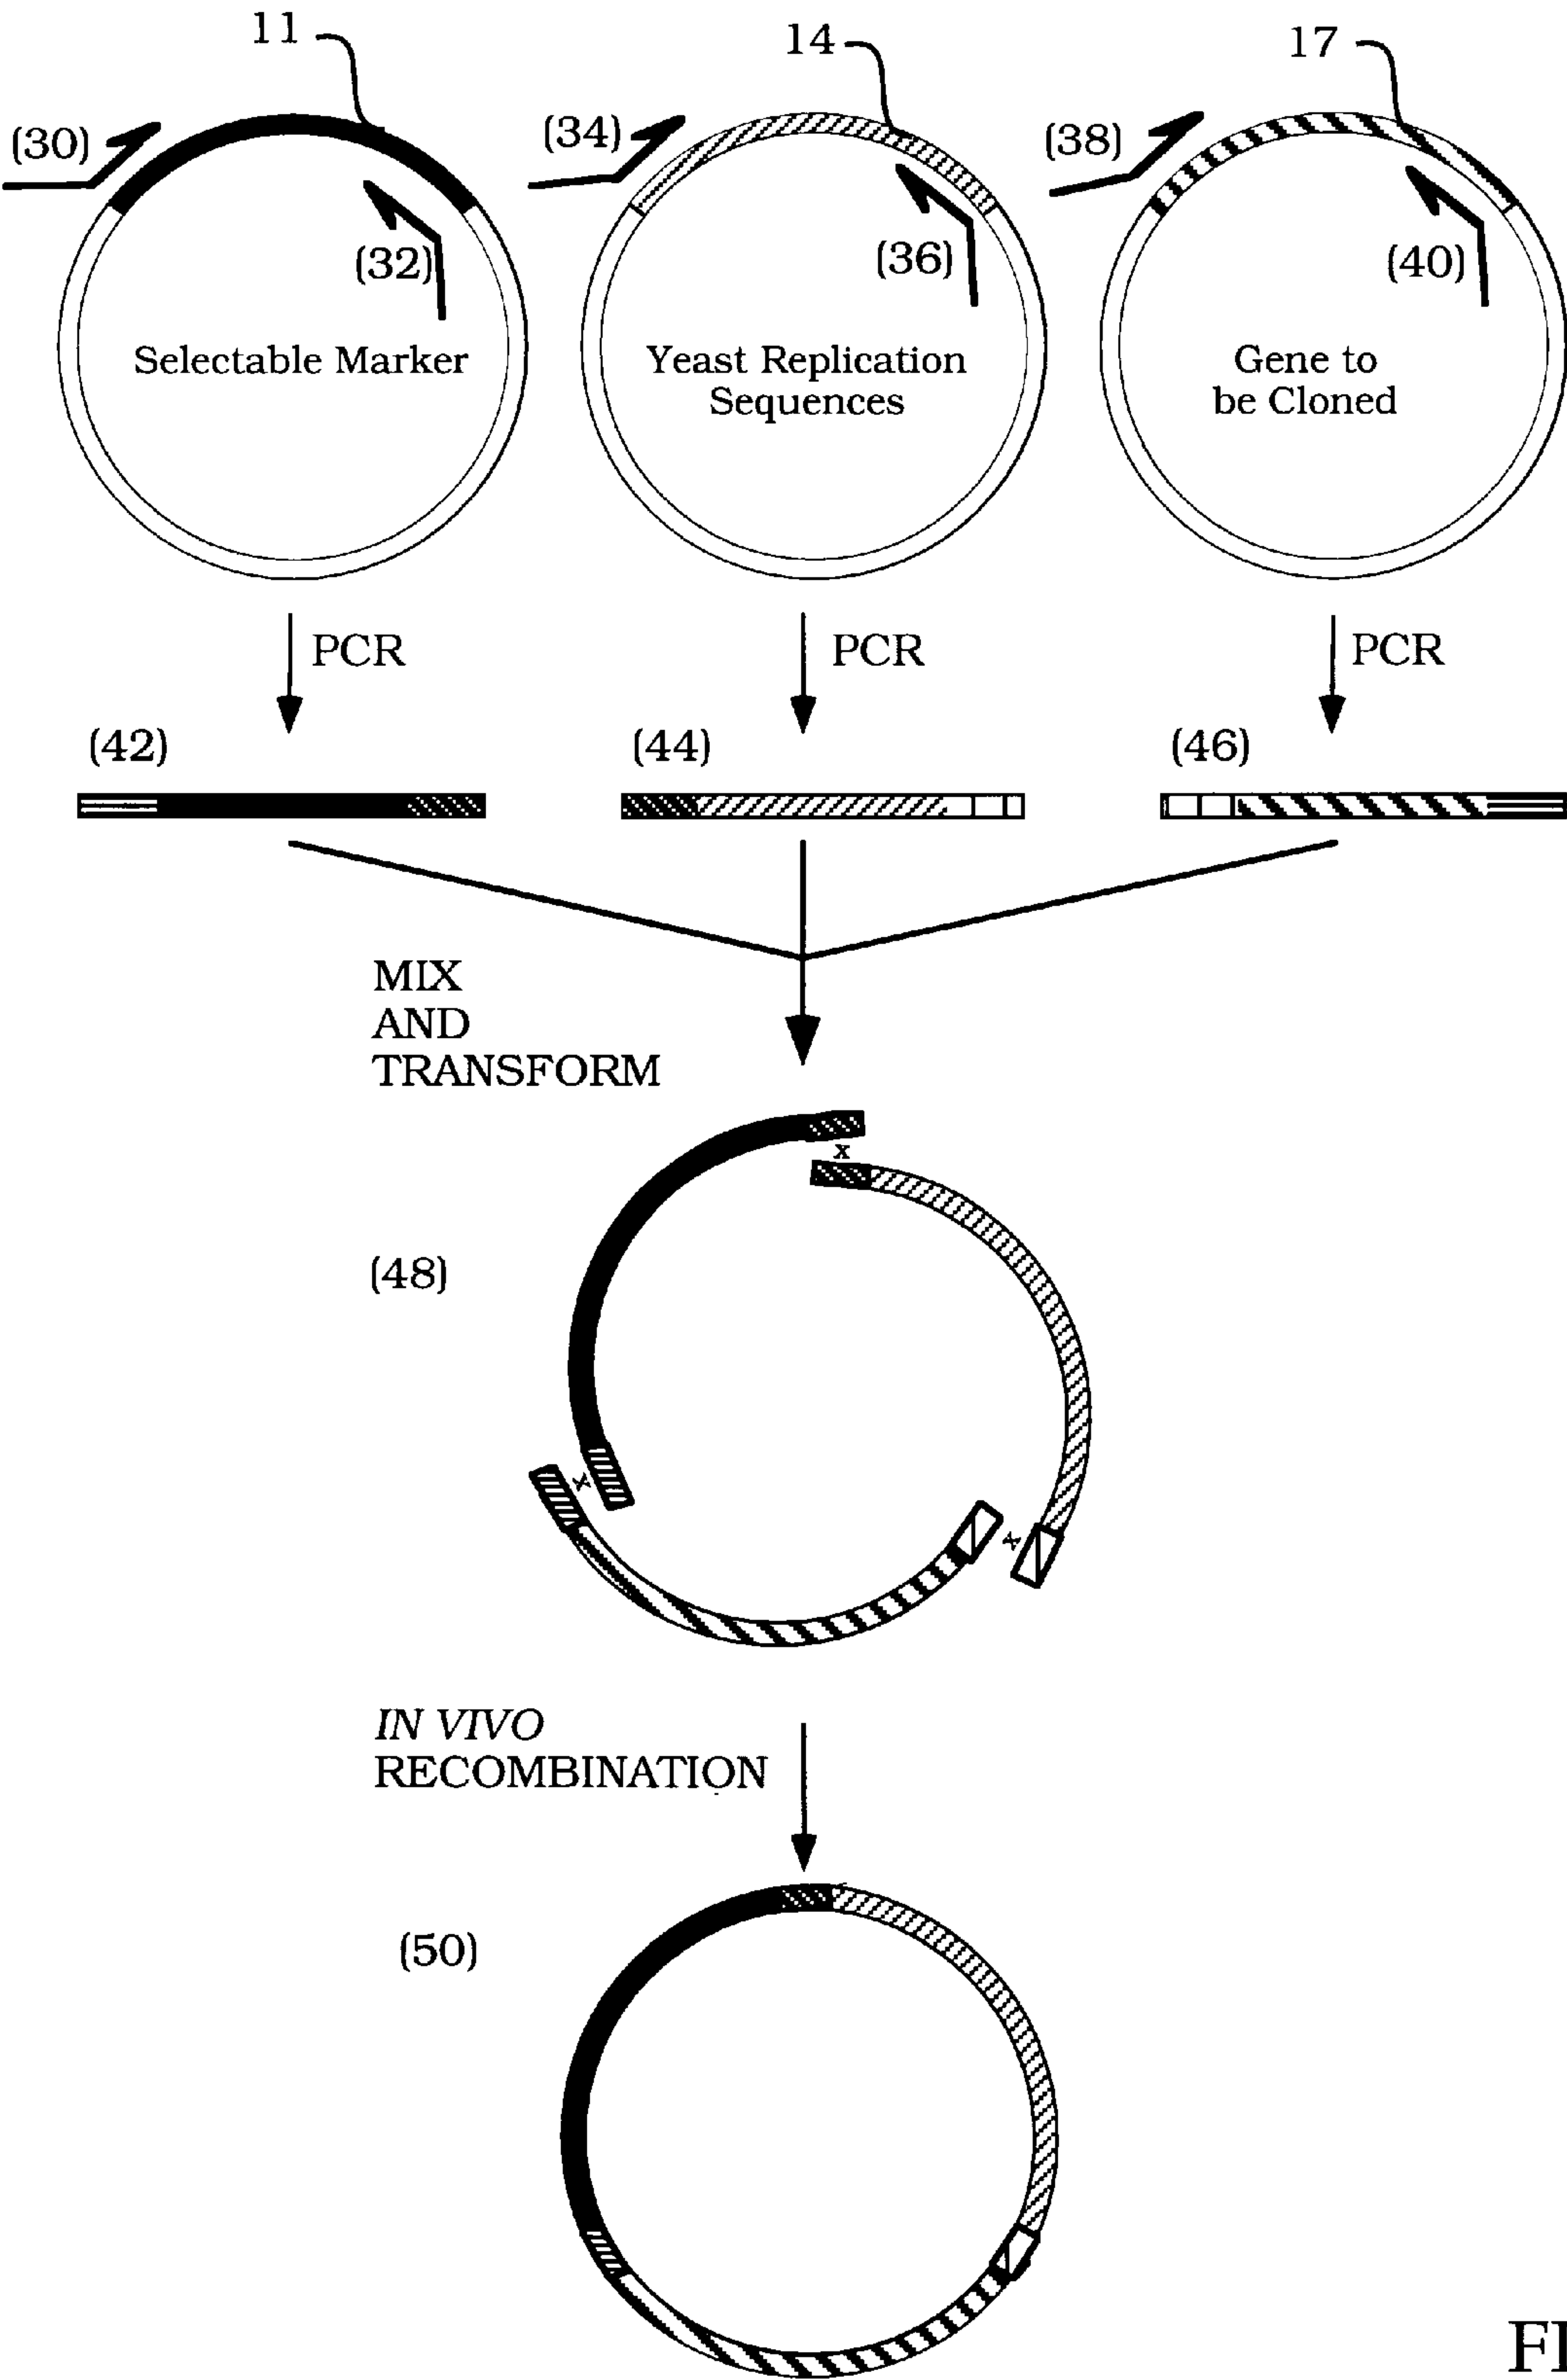 11
14
17
(30)
(34)
(38)
(32)
(36)
(40)
Selectable Marker
Yeast Replication
Sequences
Gene to
be Cloned
PCR
PCR
PCR
(42)
(44)
(46)
MIX
AND
TRANSFORM
x
(48)
x
x
IN VIVO
RECOMBINATION
(50)